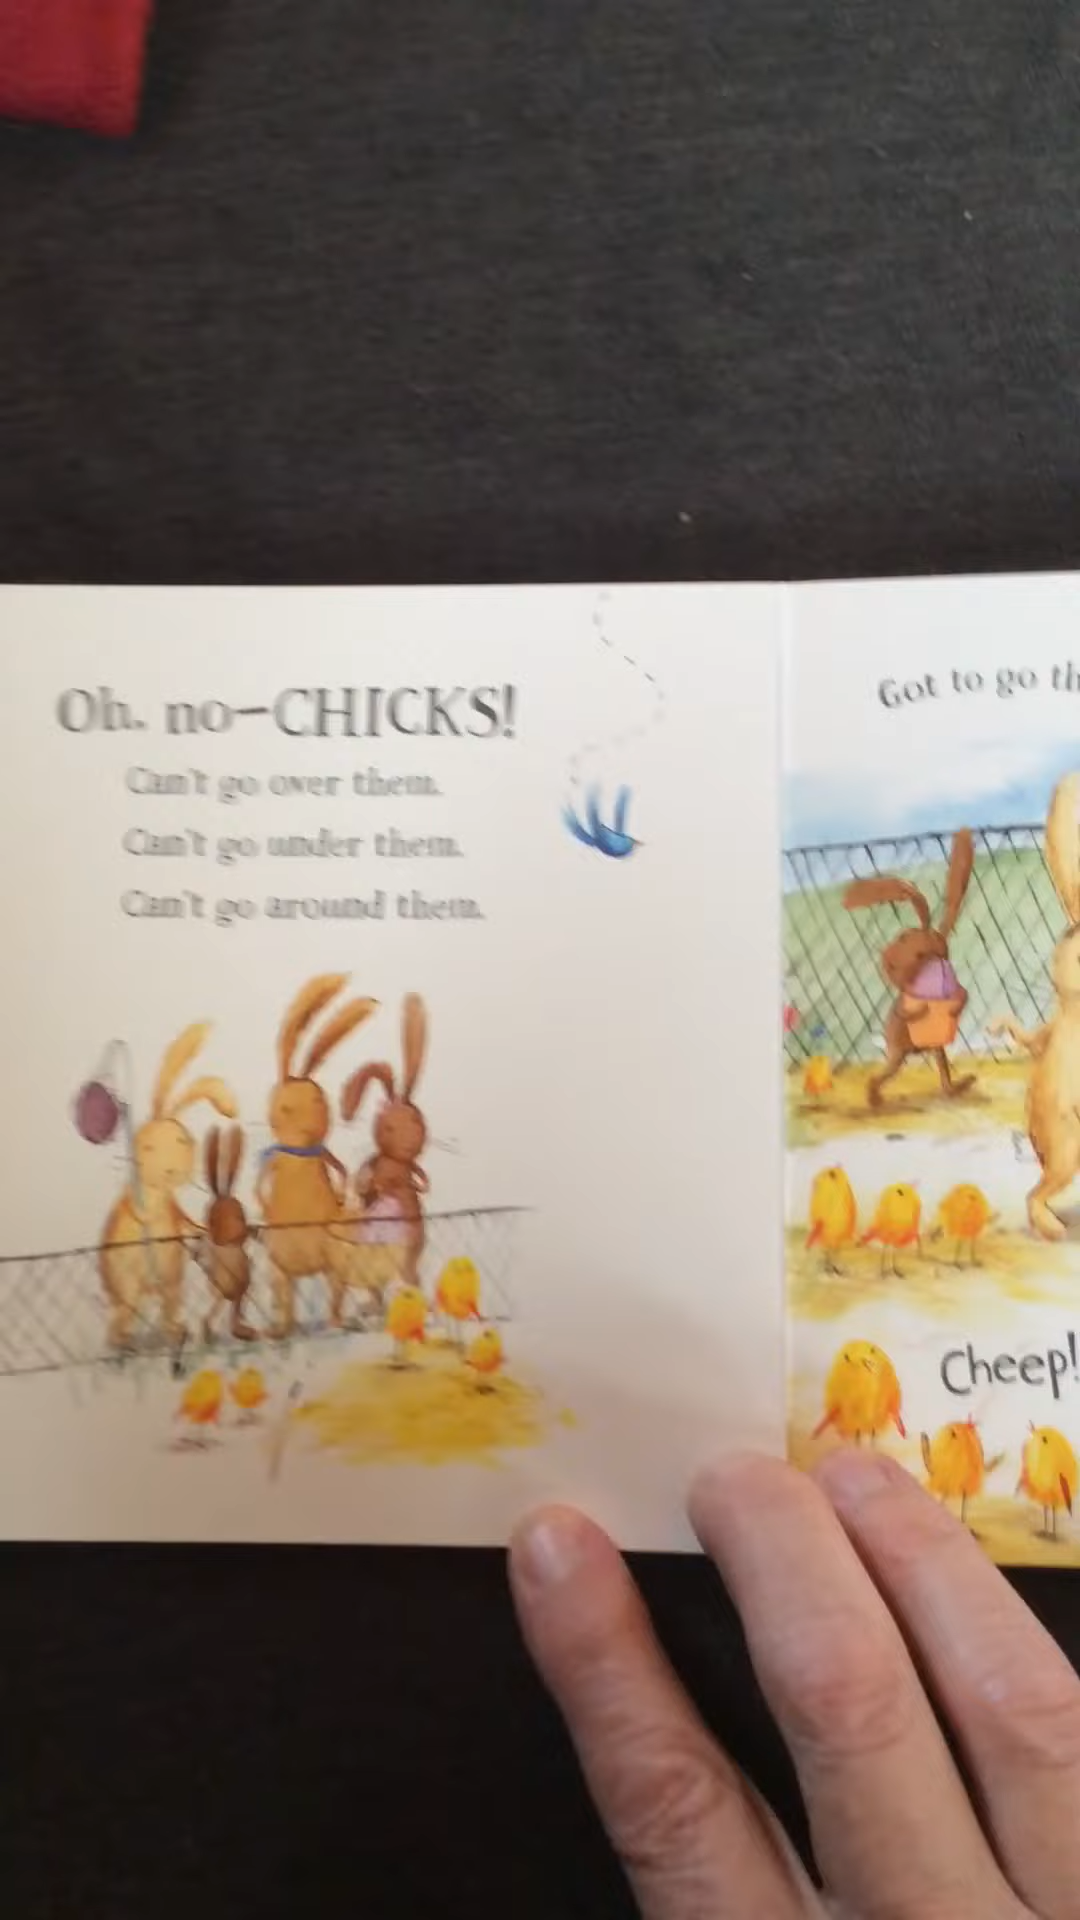 Oh, no—CHICKS!
Can't go over them.
Can't go under them.
Can't go around them.
Got to go th
Cheep!